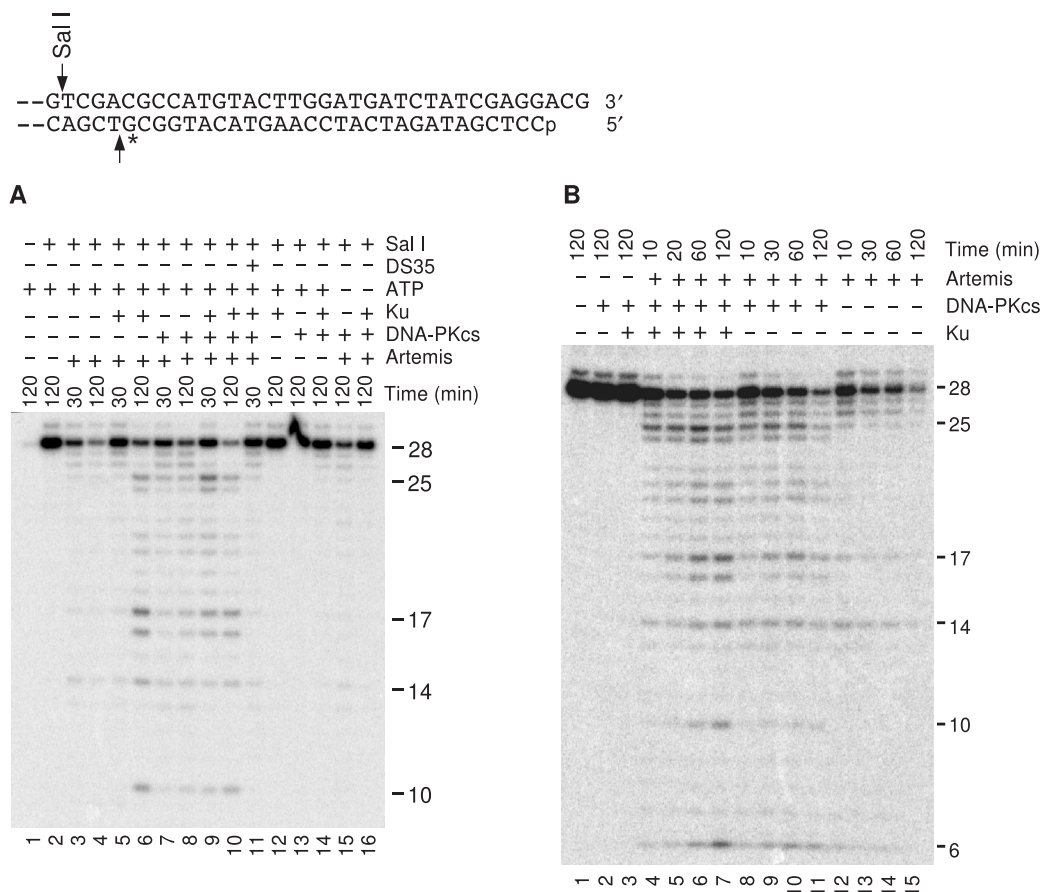 Sal I
--GTCGACGCCATGTACTTGGATGATCTATCGAGGACG 3′
--CAGCTGCGGTACATGAACCTACTAGATAGCTCCp 5′
*
A
– + + + + + + + + + + + + + + + Sal I
– – – – – – – – – – + – – – – – DS35
+ + + + + + + + + + + + + + – – ATP
– – – – + + – – + + + + – + – + Ku
– – – – – – + + + + + – + + + + DNA-PKcs
– – + + + + + + + + + – – – + + Artemis
120 120 30 120 30 120 30 120 30 120 30 120 120 120 120 120 Time (min)
28
25
17
14
10
1 2 3 4 5 6 7 8 9 10 11 12 13 14 15 16
B
120 120 120 10 20 60 120 10 30 60 120 10 30 60 120 Time (min)
– – – + + + + + + + + + + + + Artemis
– + + + + + + + + + + – – – – DNA-PKcs
– – + + + + + – – – – – – – – Ku
28
25
17
14
10
6
1 2 3 4 5 6 7 8 9 10 11 12 13 14 15